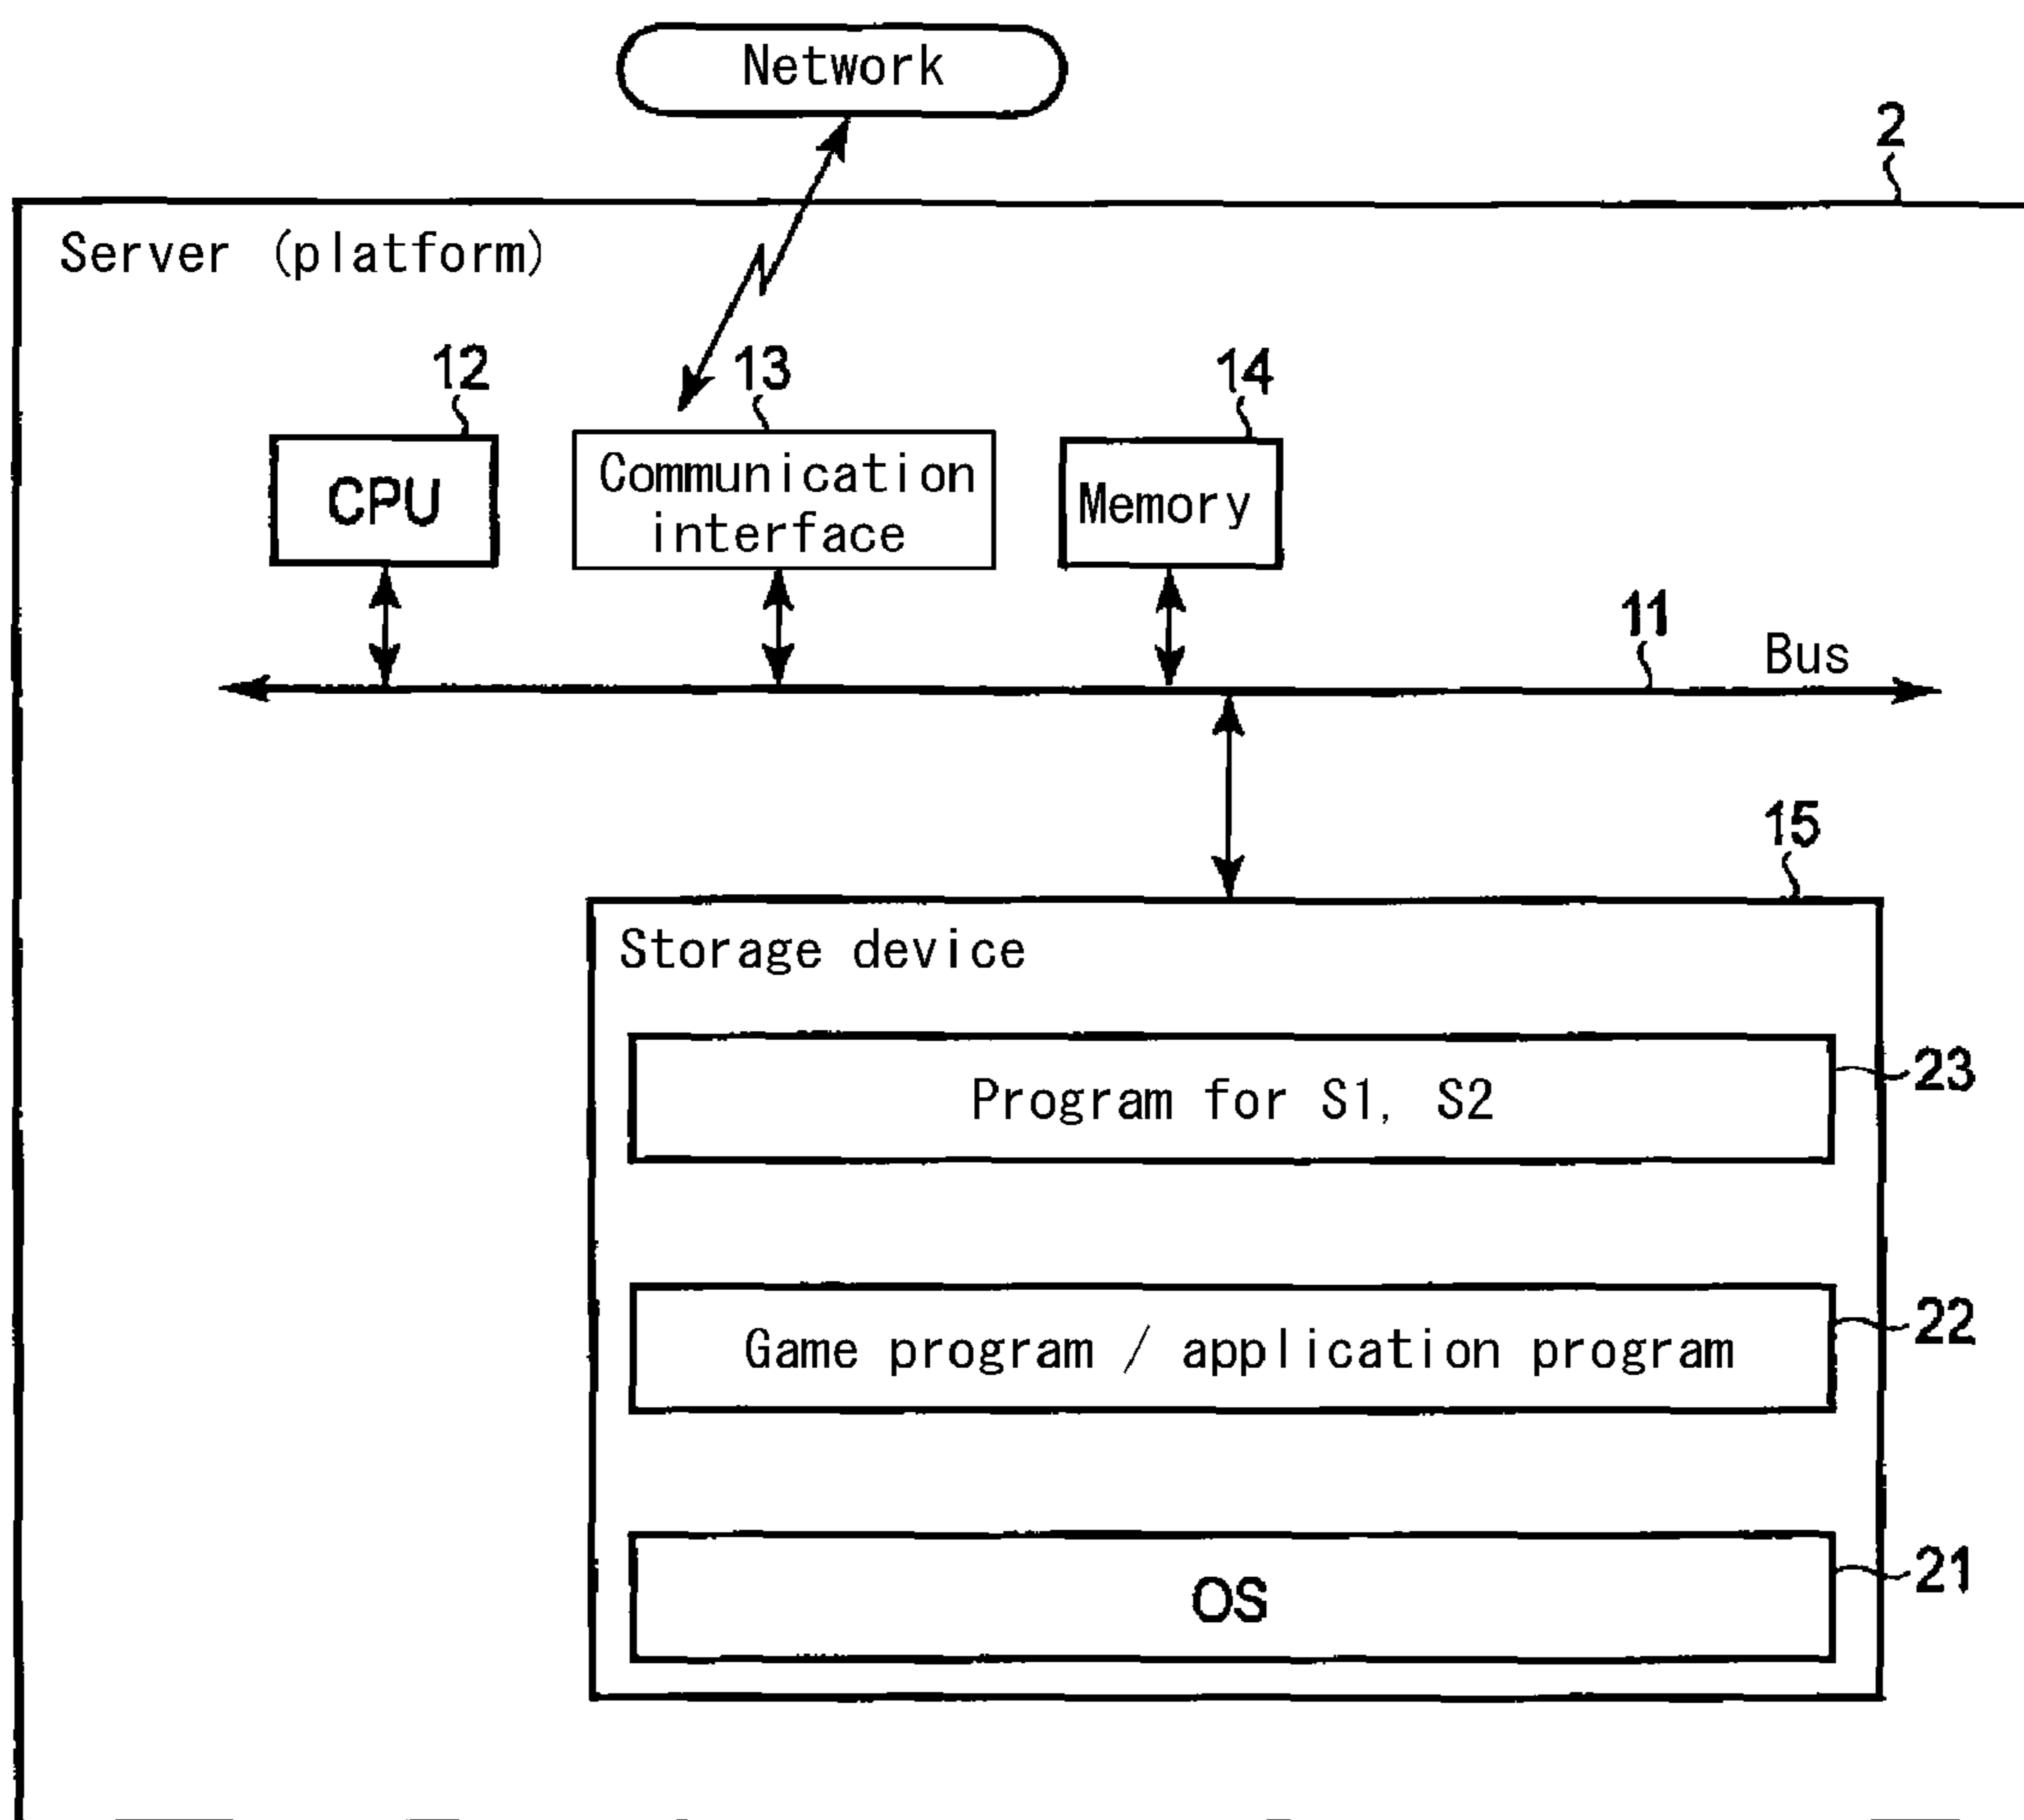 Network
2
Server (platform)
12
13
14
CPU
Communication
interface
Memory
11
Bus
15
Storage device
Program for S1, S2
23
Game program / application program
22
OS
21